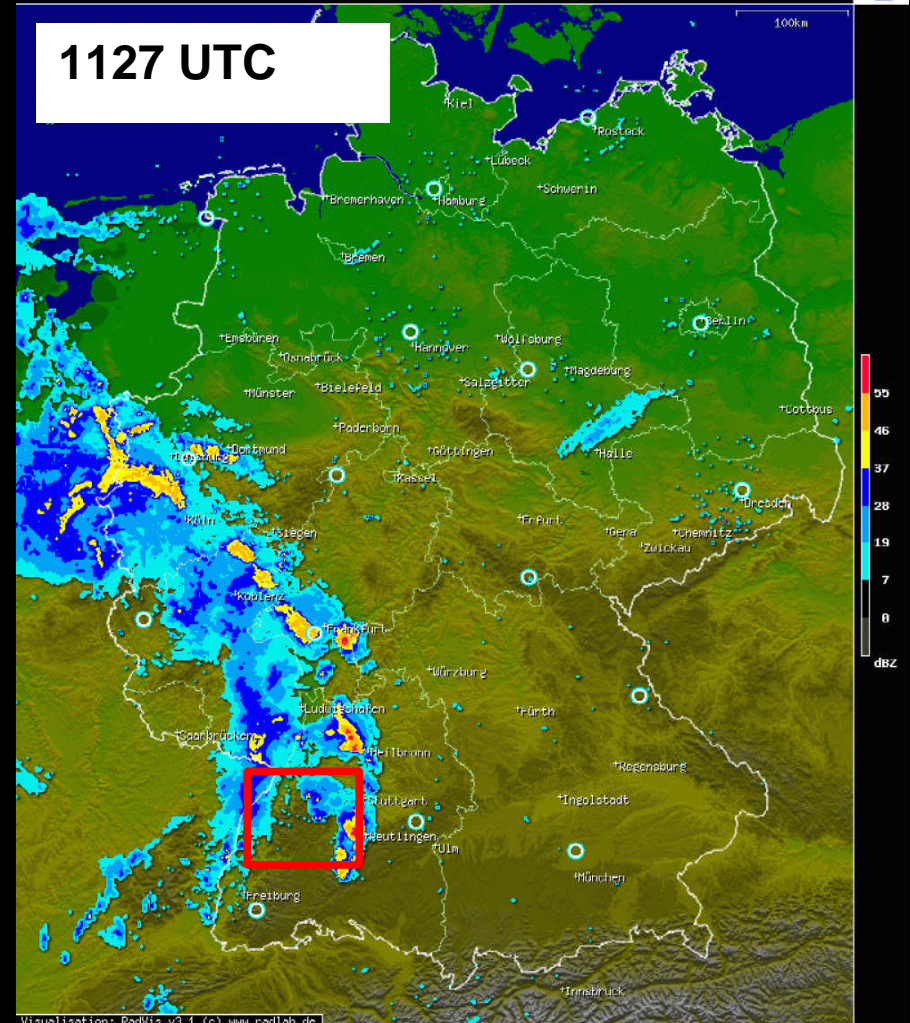 1127 UTC
100km
+Kiel
+Rostock
+Lübeck
+Schwerin
+Bremerhaven
+Hamburg
+Bremen
+Berlin
+Emsbüren
+Hannover
+Wolfsburg
+Osnabrück
+Magdeburg
+Münster
+Bielefeld
+Salzgitter
+Cottbus
+Paderborn
+Dortmund
+Göttingen
+Halle
+Duisburg
+Kassel
+Dresden
+Köln
+Siegen
+Erfurt
+Gera
+Chemnitz
+Zwickau
+Koblenz
+Frankfurt
+Würzburg
+Ludwigshafen
+Fürth
+Saarbrücken
+Heilbronn
+Regensburg
+Stuttgart
+Ingolstadt
+Reutlingen
+Ulm
+München
+Freiburg
+Innsbruck
55
46
37
28
19
7
0
dBZ
Visualisation: RadVis v3.1 (c) www.radlab.de